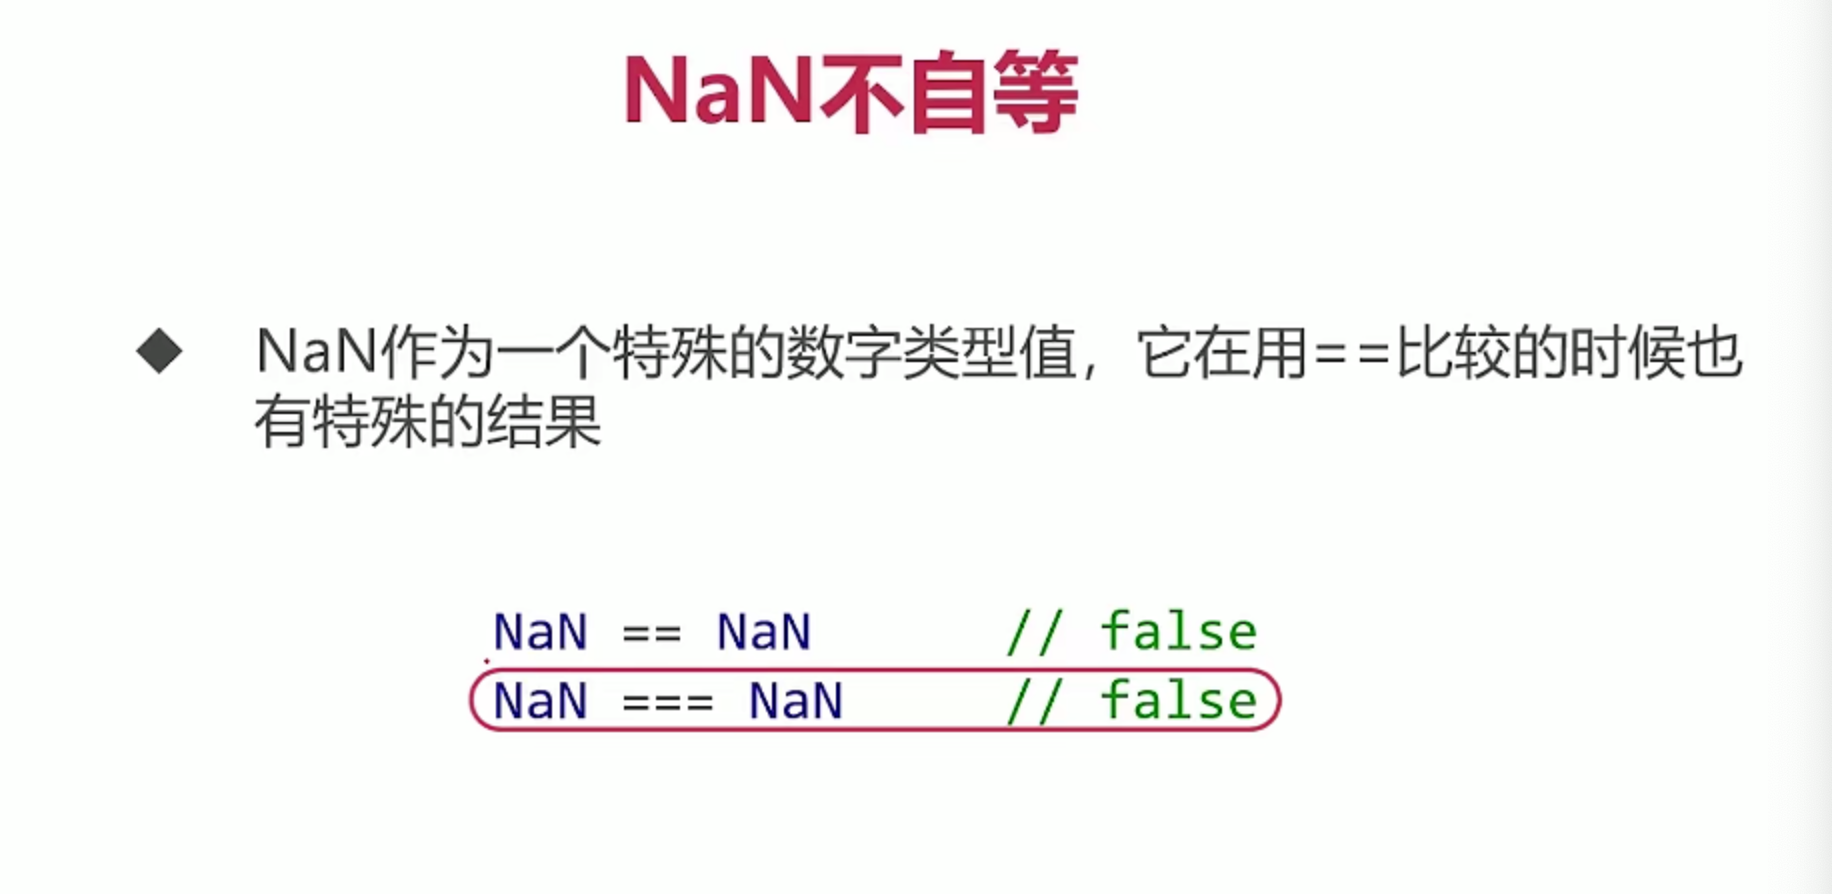 NaN不自等
NaN作为一个特殊的数字类型值，它在用==比较的时候也
有特殊的结果
NaN == NaN // false
NaN === NaN // false